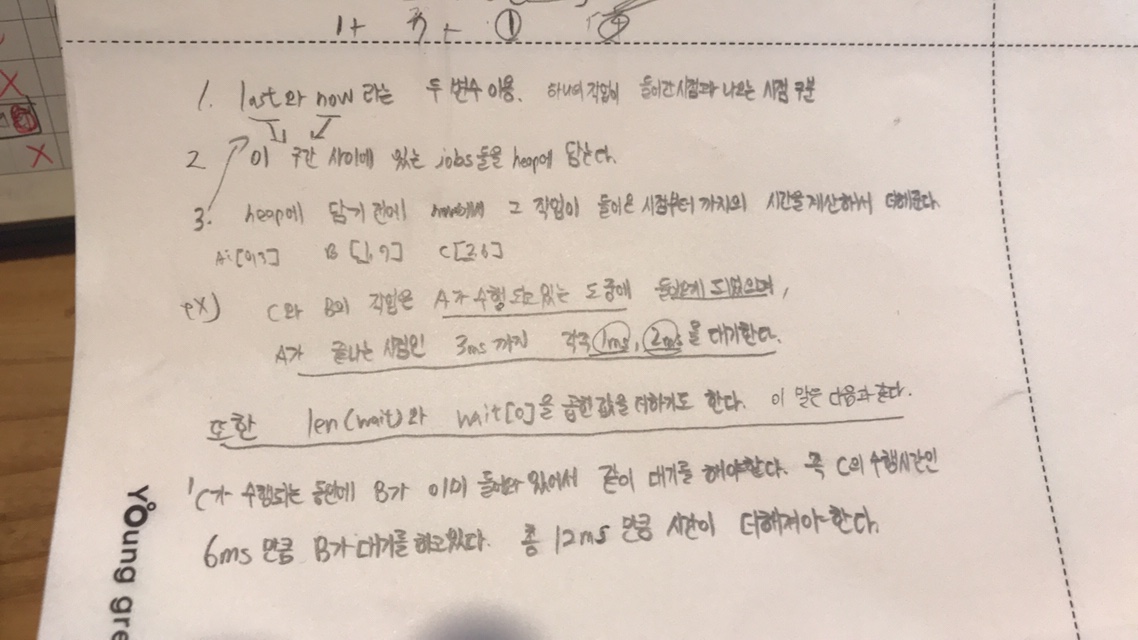 1+ 3+ ①
1. last와 now 라는 두 변수 이용. 하나의 작업이 들어간 시점과 나오는 시점 구분
2 이 구간 사이에 있는 jobs들을 heap에 담는다.
3. heap에 담기 전에 그 작업이 들어온 시점부터 까지의 시간을 계산해서 더해준다.
A:[0,3] B [1,9] C[2,6]
ex) C와 B의 작업은 A가 수행되고 있는 도중에 들어오게 되었으며,
A가 끝나는 시점인 3ms 까지 각각 1ms, 2ms 을 대기한다.
또한 len(wait)와 wait[0]을 곱한 값을 더하기도 한다. 이 말은 다음과 같다.
'C가 수행되는 동안에 B가 이미 들어와 있어서 같이 대기를 해야한다. 즉 C의 수행시간인
6ms 만큼 B가 대기를 하고있다. 총 12ms 만큼 시간이 더해져야 한다.
Young gre